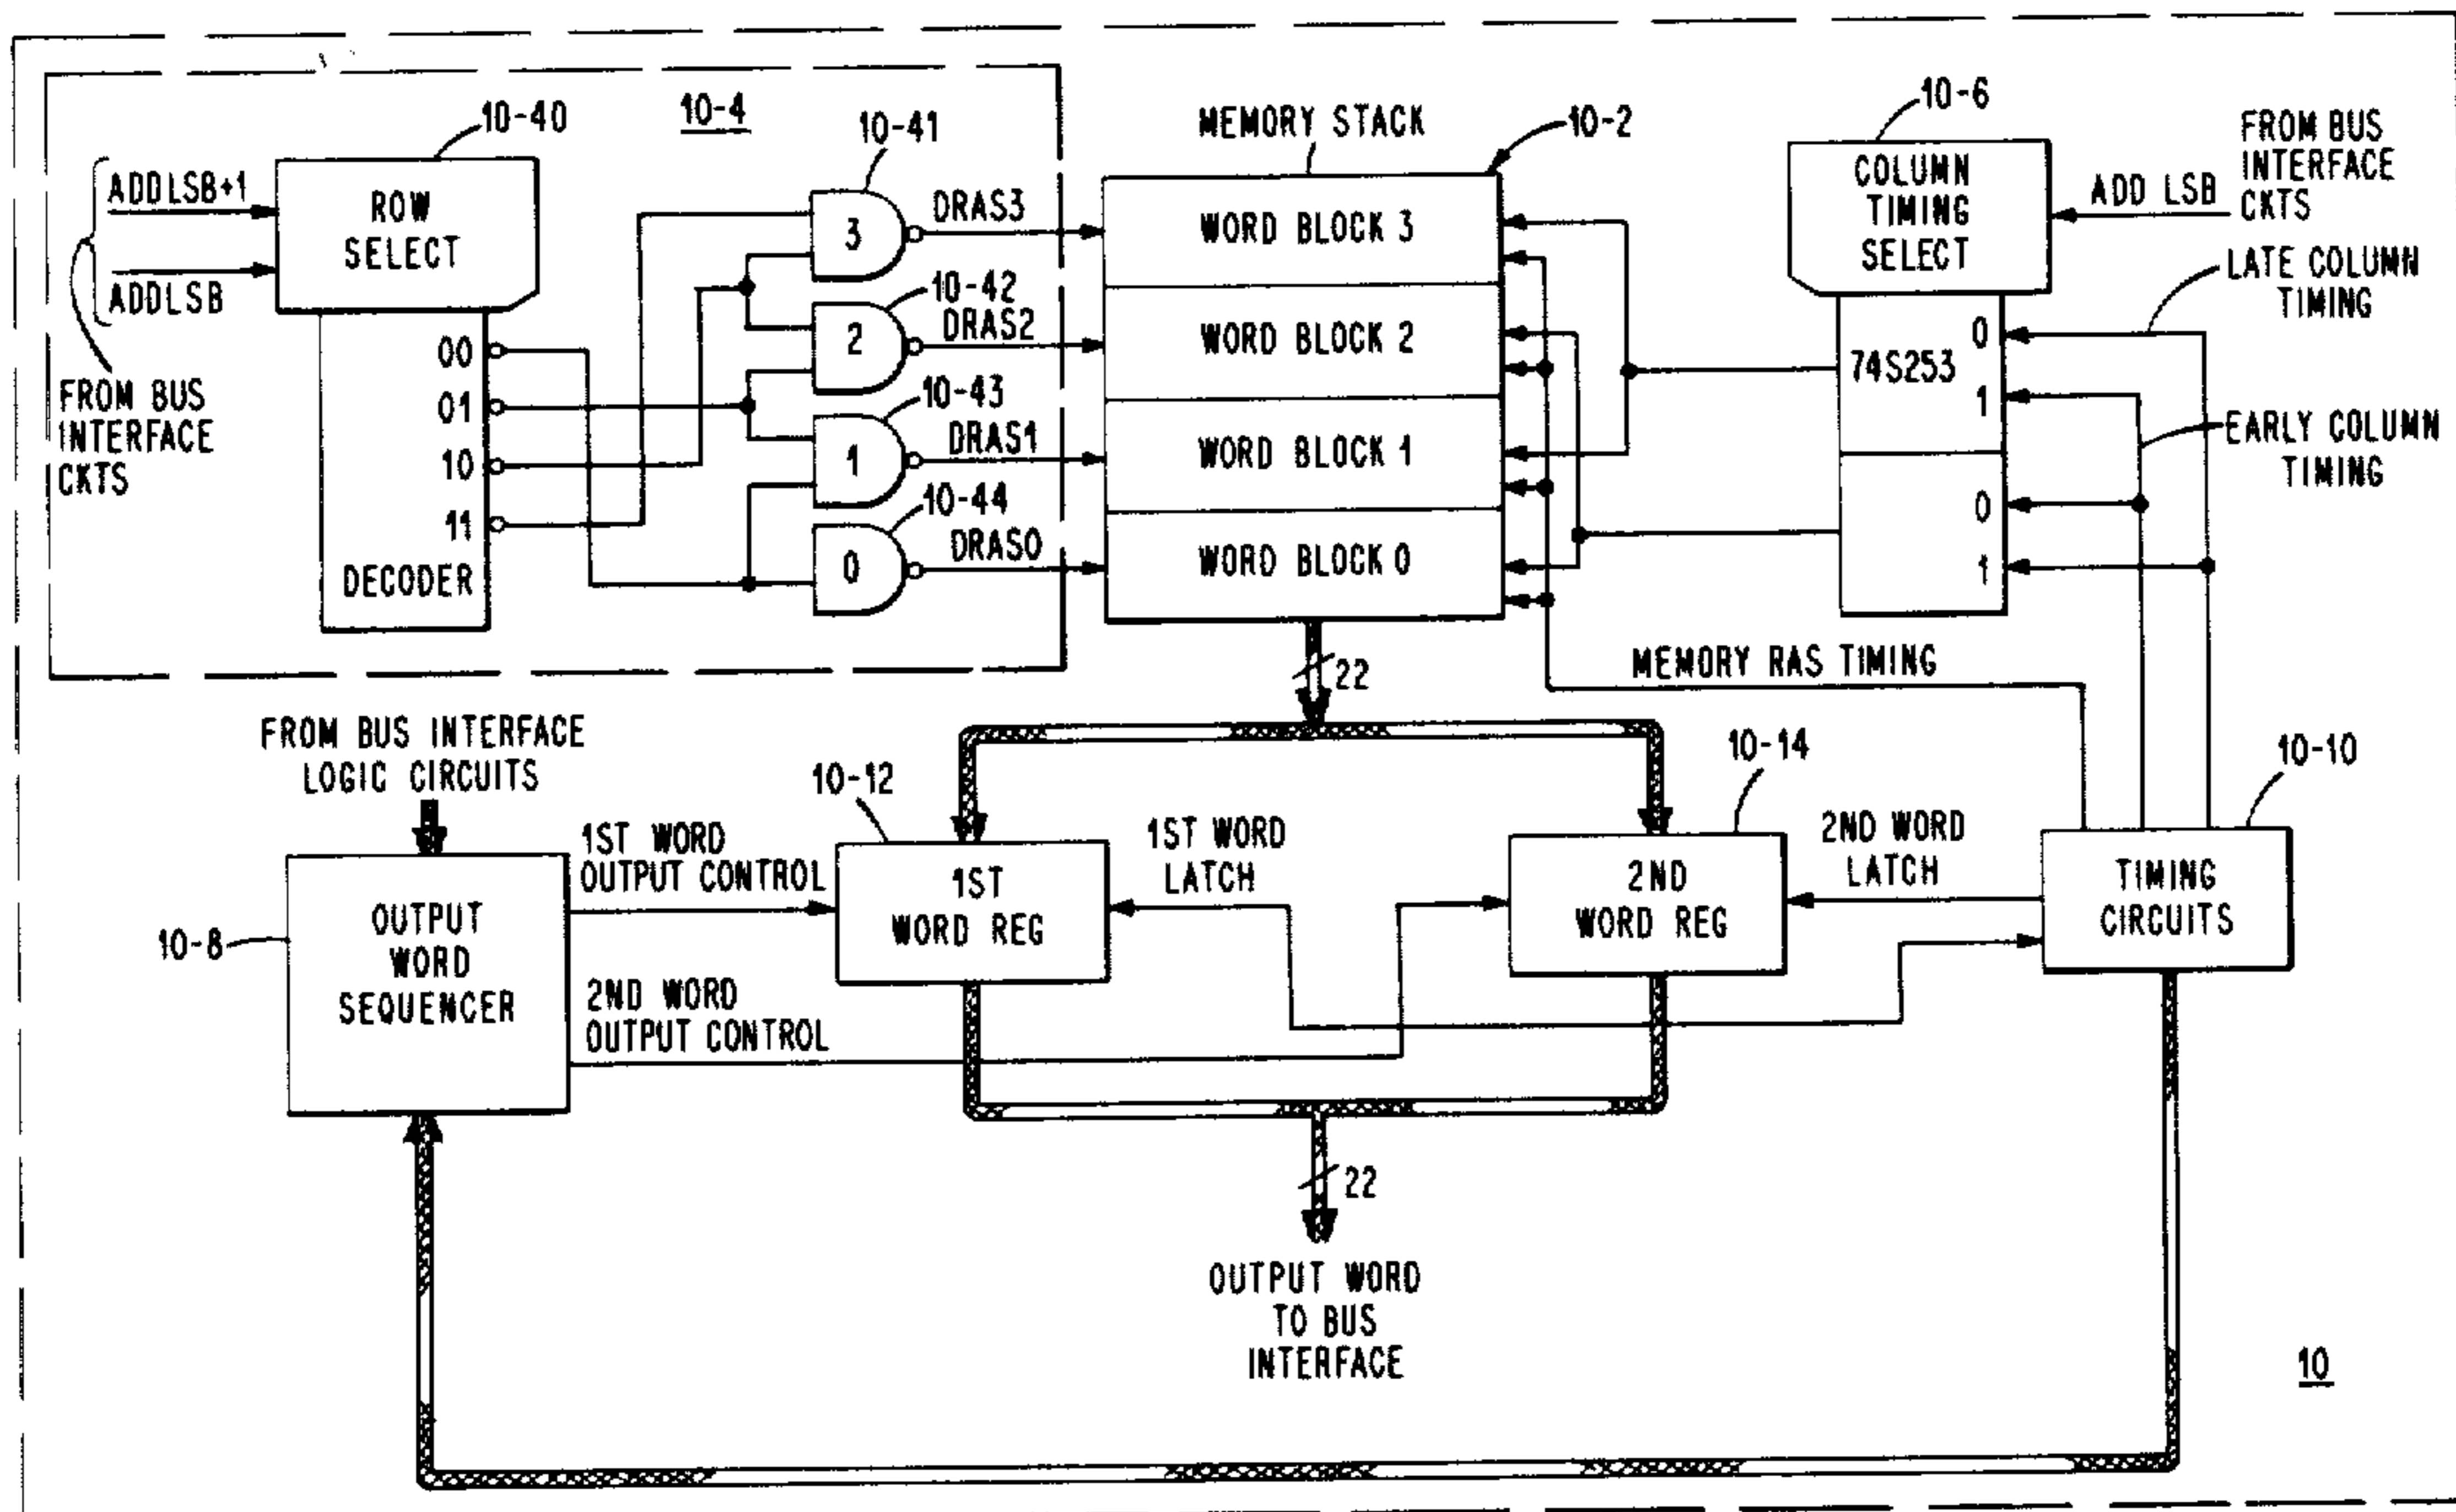 10-4
10-40
ADDLSB+1
ADDLSB
ROW
SELECT
FROM BUS
INTERFACE
CKTS
00
01
10
11
DECODER
10-41
3
DRAS3
10-42
2
DRAS2
10-43
1
DRAS1
10-44
0
DRAS0
MEMORY STACK
10-2
WORD BLOCK 3
WORD BLOCK 2
WORD BLOCK 1
WORD BLOCK 0
22
10-6
COLUMN
TIMING
SELECT
FROM BUS
INTERFACE
CKTS
ADD LSB
LATE COLUMN
TIMING
74S253
0
1
EARLY COLUMN
TIMING
0
1
MEMORY RAS TIMING
FROM BUS INTERFACE
LOGIC CIRCUITS
10-8
OUTPUT
WORD
SEQUENCER
1ST WORD
OUTPUT CONTROL
2ND WORD
OUTPUT CONTROL
10-12
1ST
WORD REG
1ST WORD
LATCH
10-14
2ND
WORD REG
2ND WORD
LATCH
10-10
TIMING
CIRCUITS
22
OUTPUT WORD
TO BUS
INTERFACE
10